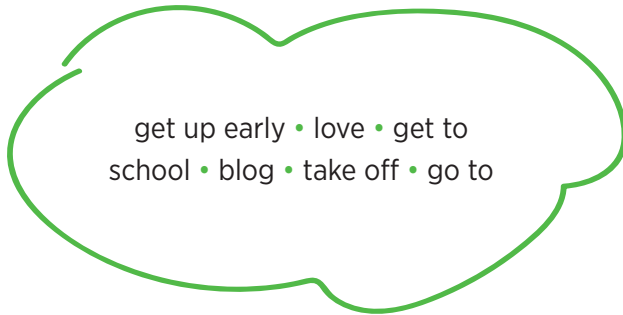 get up early • love • get to
school • blog • take off • go to